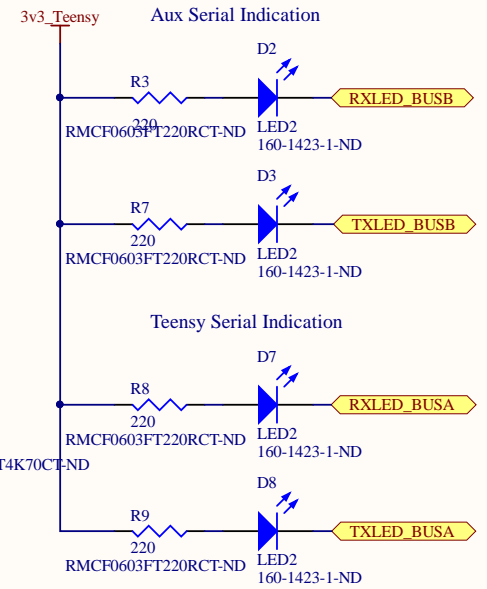 3v3_Teensy
Aux Serial Indication
D2
R3
RXLED_BUSB
220
RMCF0603FT220RCT-ND
LED2
160-1423-1-ND
D3
R7
TXLED_BUSB
220
RMCF0603FT220RCT-ND
LED2
160-1423-1-ND
Teensy Serial Indication
D7
R8
RXLED_BUSA
220
RMCF0603FT220RCT-ND
LED2
160-1423-1-ND
T4K70CT-ND
D8
R9
TXLED_BUSA
220
RMCF0603FT220RCT-ND
LED2
160-1423-1-ND